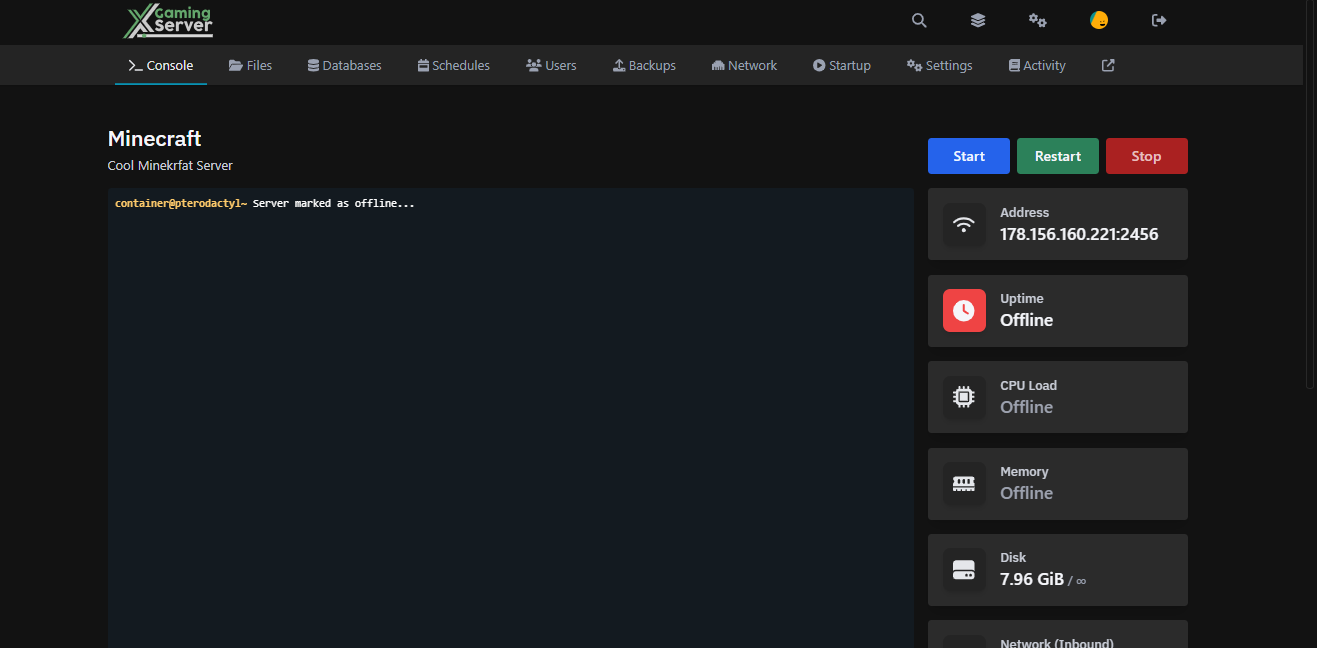 XGaming
Server
Console Files Databases Schedules Users Backups Network Startup Settings Activity
Minecraft
Cool Minekrfat Server
Start Restart Stop
container@pterodactyl~ Server marked as offline...
Address
178.156.160.221:2456
Uptime
Offline
CPU Load
Offline
Memory
Offline
Disk
7.96 GiB / ∞
Network (Inbound)